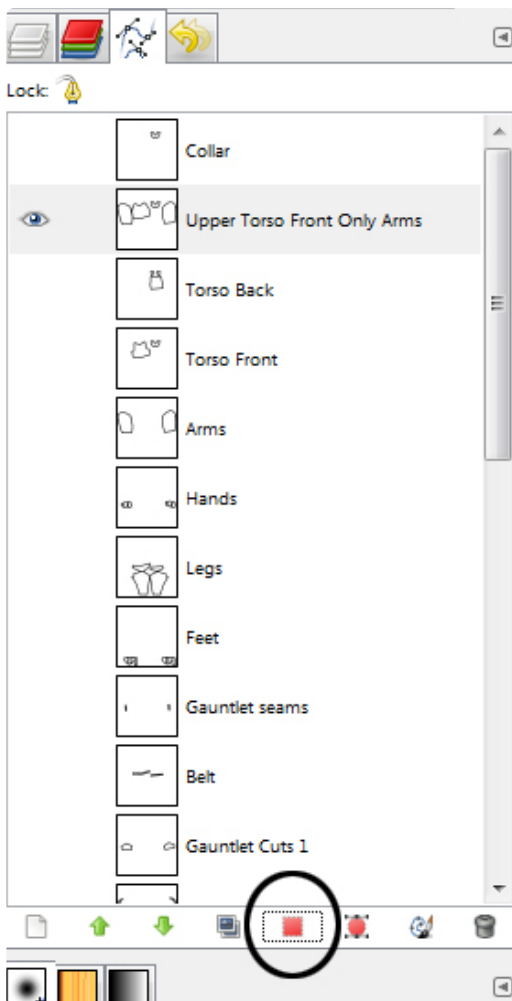 Lock:
Collar
Upper Torso Front Only Arms
Torso Back
Torso Front
Arms
Hands
Legs
Feet
Gauntlet seams
Belt
Gauntlet Cuts 1